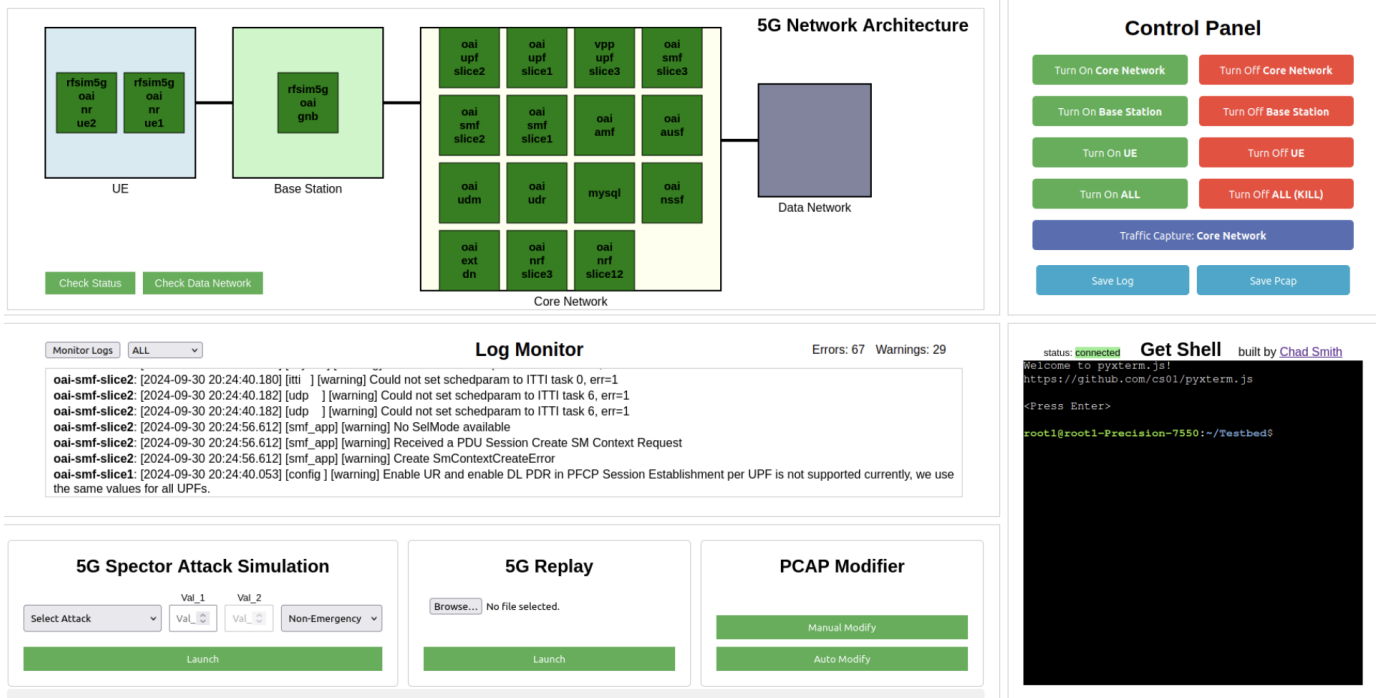 5G Network Architecture
rfsim5g
oai
nr
ue2
rfsim5g
oai
nr
ue1
UE
rfsim5g
oai
gnb
Base Station
oai
upf
slice2
oai
upf
slice1
vpp
upf
slice3
oai
smf
slice3
oai
smf
slice2
oai
smf
slice1
oai
amf
oai
ausf
oai
udm
oai
udr
mysql
oai
nssf
oai
ext
dn
oai
nrf
slice3
oai
nrf
slice12
Core Network
Data Network
Check Status
Check Data Network
Control Panel
Turn On Core Network
Turn Off Core Network
Turn On Base Station
Turn Off Base Station
Turn On UE
Turn Off UE
Turn On ALL
Turn Off ALL (KILL)
Traffic Capture: Core Network
Save Log
Save Pcap
Monitor Logs
ALL
Log Monitor
Errors: 67 Warnings: 29
oai-smf-slice2: [2024-09-30 20:24:40.180] [itti ] [warning] Could not set schedparam to ITTI task 0, err=1
oai-smf-slice2: [2024-09-30 20:24:40.182] [udp ] [warning] Could not set schedparam to ITTI task 6, err=1
oai-smf-slice2: [2024-09-30 20:24:40.182] [udp ] [warning] Could not set schedparam to ITTI task 6, err=1
oai-smf-slice2: [2024-09-30 20:24:56.612] [smf_app] [warning] No SelMode available
oai-smf-slice2: [2024-09-30 20:24:56.612] [smf_app] [warning] Received a PDU Session Create SM Context Request
oai-smf-slice2: [2024-09-30 20:24:56.612] [smf_app] [warning] Create SmContextCreateError
oai-smf-slice1: [2024-09-30 20:24:40.053] [config ] [warning] Enable UR and enable DL PDR in PFCP Session Establishment per UPF is not supported currently, we use
the same values for all UPFs.
status: connected
Get Shell
built by Chad Smith
Welcome to pyxterm.js!
https://github.com/cs01/pyxterm.js
<Press Enter>
root1@root1-Precision-7550:~/Testbed$
5G Spector Attack Simulation
Val_1
Val_2
Select Attack
Val_
Val_
Non-Emergency
Launch
5G Replay
Browse... No file selected.
Launch
PCAP Modifier
Manual Modify
Auto Modify